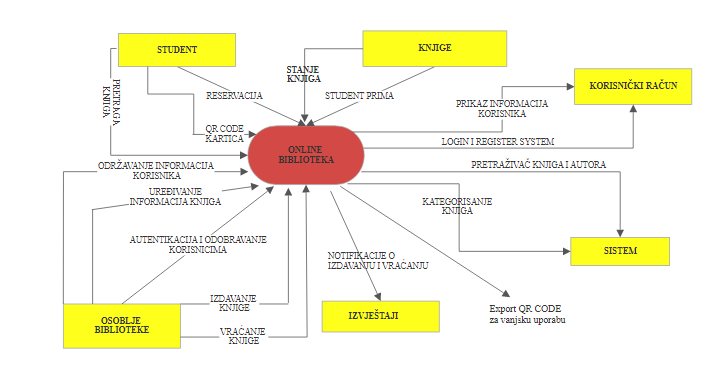 STUDENT
KNJIGE
STANJE
KNJIGA
KORISNIČKI RAČUN
PRETRAGA
KNJIGA
RESERVACIJA
STUDENT PRIMA
PRIKAZ INFORMACIJA
KORISNIKA
QR CODE
KARTICA
LOGIN I REGISTER SYSTEM
ONLINE
BIBLIOTEKA
ODRŽAVANJE INFORMACIJA
KORISNIKA
PRETRAŽIVAČ KNJIGA I AUTORA
UREĐIVANJE
INFORMACIJA KNJIGA
KATEGORISANJE
KNJIGA
AUTENTIKACIJA I ODOBRAVANJE
KORISNICIMA
SISTEM
NOTIFIKACIJE O
IZDAVANJU I VRAĆANJU
IZDAVANJE
KNJIGE
Export QR CODE
za vanjsku uporabu
OSOBLJE
BIBLIOTEKE
IZVJEŠTAJI
VRAĆANJE
KNJIGE